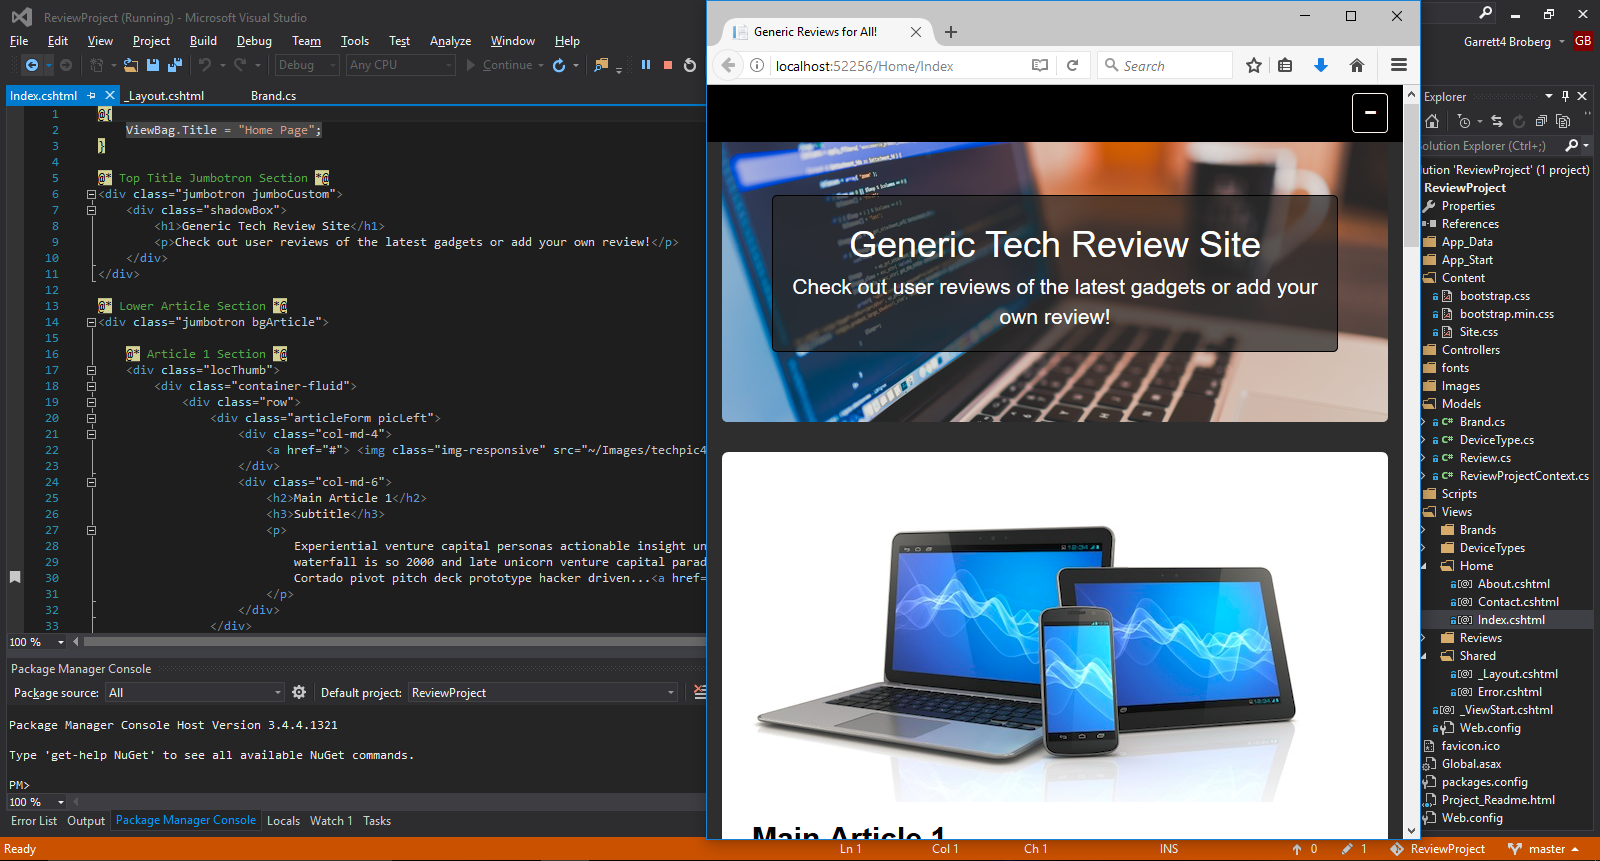 ReviewProject (Running) - Microsoft Visual Studio
File Edit View Project Build Debug Team Tools Test Analyze Window Help
Garrett4 Broberg GB
Debug Any CPU Continue
Index.cshtml _Layout.cshtml Brand.cs
1 @{
2 ViewBag.Title = "Home Page";
3 }
4
5 @* Top Title Jumbotron Section *@
6 <div class="jumbotron jumboCustom">
7 <div class="shadowBox">
8 <h1>Generic Tech Review Site</h1>
9 <p>Check out user reviews of the latest gadgets or add your own review!</p>
10 </div>
11 </div>
12
13 @* Lower Article Section *@
14 <div class="jumbotron bgArticle">
15
16 @* Article 1 Section *@
17 <div class="locThumb">
18 <div class="container-fluid">
19 <div class="row">
20 <div class="articleForm picLeft">
21 <div class="col-md-4">
22 <a href="#"> <img class="img-responsive" src="~/Images/techpic4
23 </div>
24 <div class="col-md-6">
25 <h2>Main Article 1</h2>
26 <h3>Subtitle</h3>
27 <p>
28 Experiential venture capital personas actionable insight un
29 waterfall is so 2000 and late unicorn venture capital parad
30 Cortado pivot pitch deck prototype hacker driven...<a href=
31 </p>
32 </div>
33 </div>
100 %
Package Manager Console
Package source: All Default project: ReviewProject
Package Manager Console Host Version 3.4.4.1321
Type 'get-help NuGet' to see all available NuGet commands.
PM>
100 %
Error List Output Package Manager Console Locals Watch 1 Tasks
Ready Ln 1 Col 1 Ch 1 INS 0 1 ReviewProject master
Generic Reviews for All!
localhost:52256/Home/Index
Search
Generic Tech Review Site
Check out user reviews of the latest gadgets or add your
own review!
Main Article 1
Explorer
olution Explorer (Ctrl+;)
ution 'ReviewProject' (1 project)
ReviewProject
Properties
References
App_Data
App_Start
Content
bootstrap.css
bootstrap.min.css
Site.css
Controllers
fonts
Images
Models
C# Brand.cs
C# DeviceType.cs
C# Review.cs
C# ReviewProjectContext.cs
Scripts
Views
Brands
DeviceTypes
Home
[@] About.cshtml
[@] Contact.cshtml
[@] Index.cshtml
Reviews
Shared
[@] _Layout.cshtml
[@] Error.cshtml
[@] _ViewStart.cshtml
Web.config
favicon.ico
Global.asax
packages.config
Project_Readme.html
Web.config